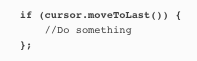 if (cursor.moveToLast()) {
    //Do something
};